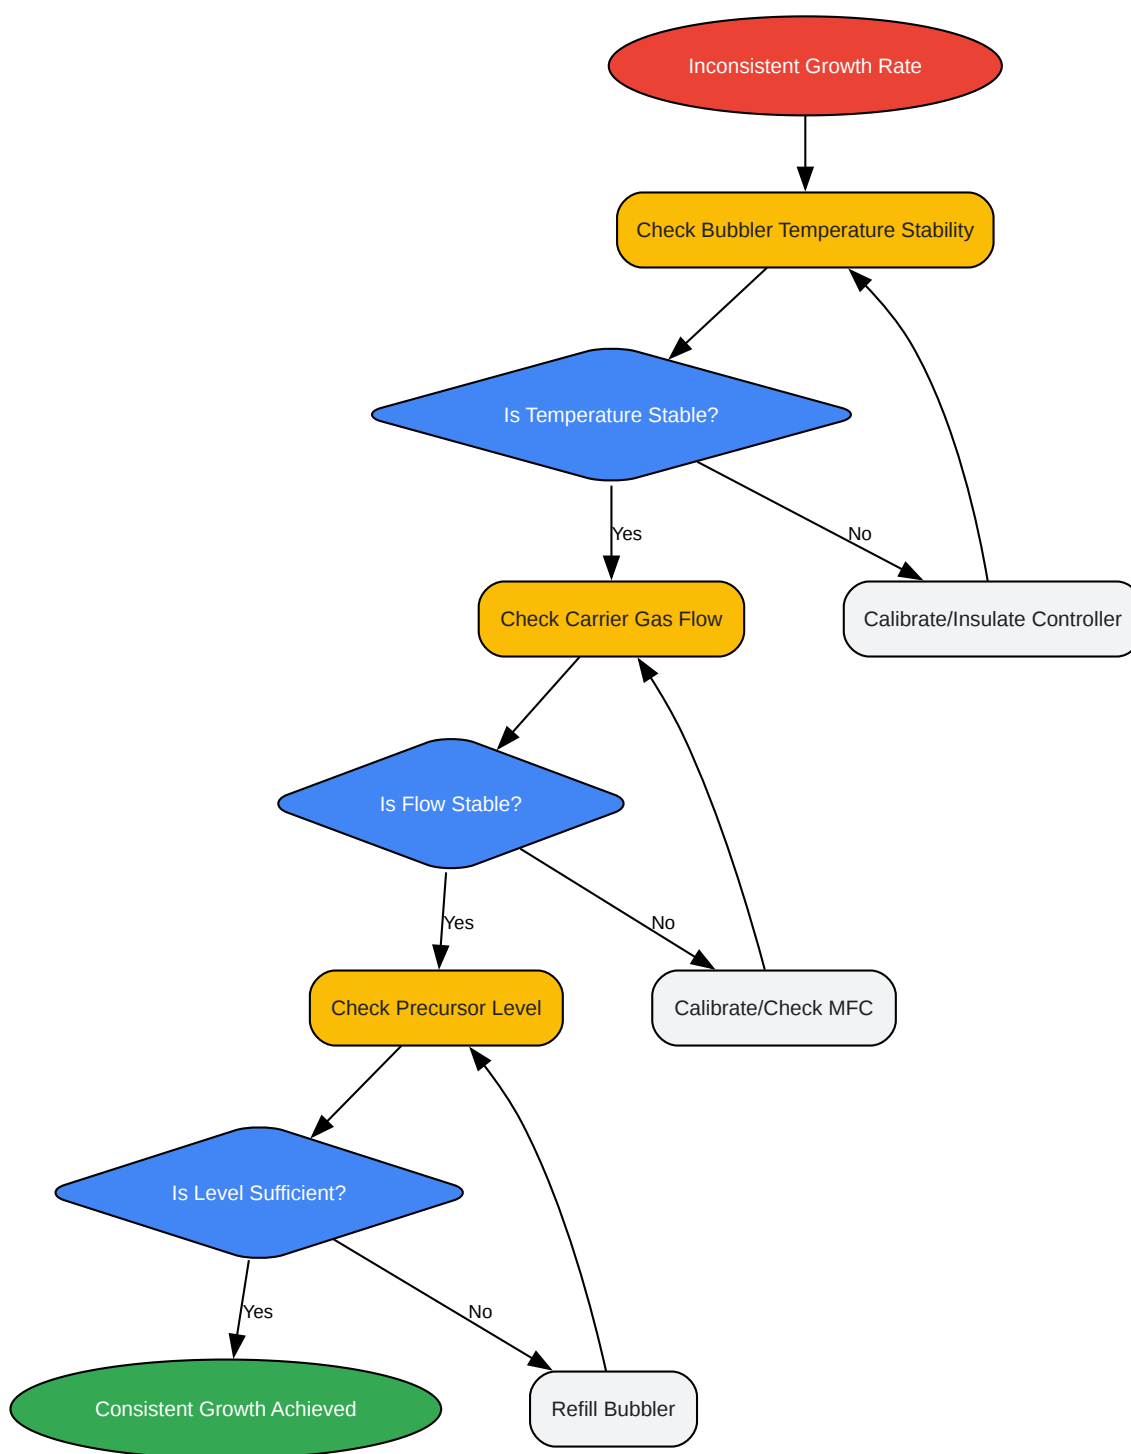 Inconsistent Growth Rate
Check Bubbler Temperature Stability
Is Temperature Stable?
Yes
No
Check Carrier Gas Flow
Calibrate/Insulate Controller
Is Flow Stable?
Yes
No
Check Precursor Level
Calibrate/Check MFC
Is Level Sufficient?
Yes
No
Consistent Growth Achieved
Refill Bubbler